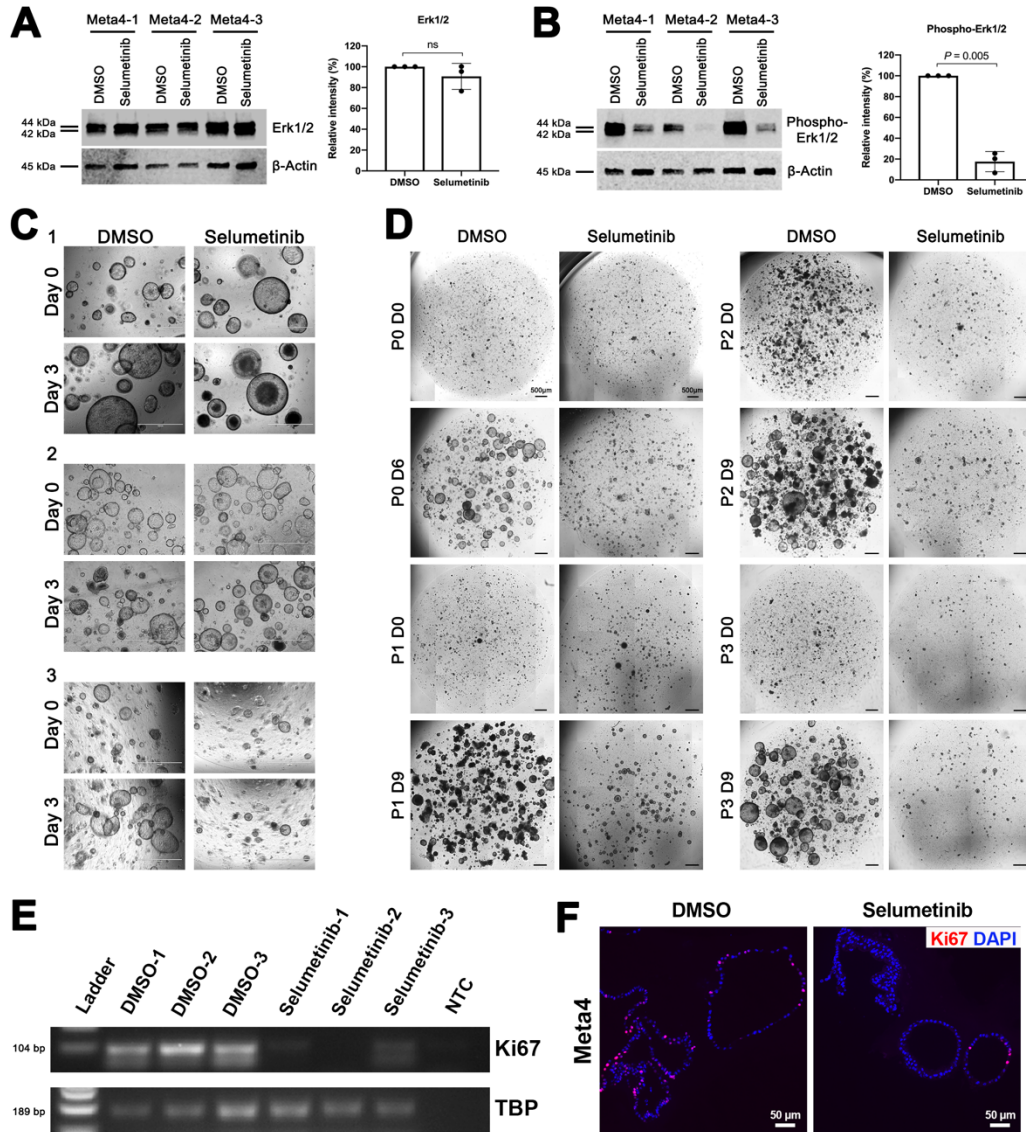 A
Meta4-1 Meta4-2 Meta4-3
DMSO Selumetinib DMSO Selumetinib DMSO Selumetinib
44 kDa
42 kDa
Erk1/2
45 kDa
β-Actin
Erk1/2
Relative intensity (%)
ns
120
100
80
60
40
20
0
DMSO Selumetinib
B
Meta4-1 Meta4-2 Meta4-3
DMSO Selumetinib DMSO Selumetinib DMSO Selumetinib
44 kDa
42 kDa
Phospho-
Erk1/2
45 kDa
β-Actin
Phospho-Erk1/2
Relative intensity (%)
P = 0.005
120
100
80
60
40
20
0
DMSO Selumetinib
C
DMSO Selumetinib
1
Day 0
Day 3
2
Day 0
Day 3
3
Day 0
Day 3
D
DMSO Selumetinib DMSO Selumetinib
P0 D0
500µm 500µm
P2 D0
P0 D6
P2 D9
P1 D0
P3 D0
P1 D9
P3 D9
E
Ladder DMSO-1 DMSO-2 DMSO-3 Selumetinib-1 Selumetinib-2 Selumetinib-3 NTC
104 bp
Ki67
189 bp
TBP
F
DMSO Selumetinib
Ki67 DAPI
Meta4
50 µm 50 µm